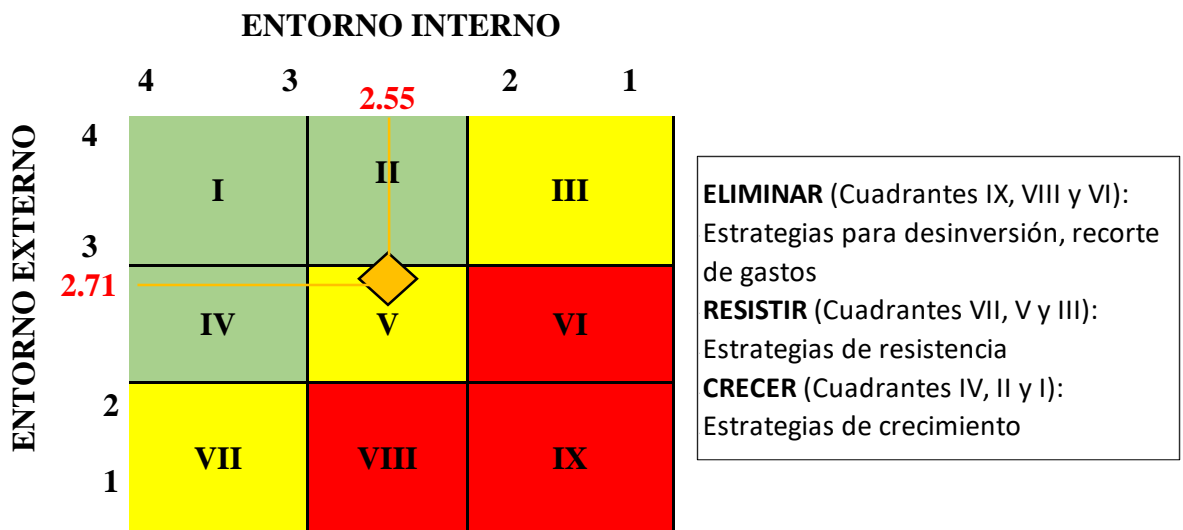 ENTORNO INTERNO
4 3 2 1
2.55
ENTORNO EXTERNO
4
3
2.71
2
1
I II III
IV V VI
VII VIII IX
ELIMINAR (Cuadrantes IX, VIII y VI):
Estrategias para desinversión, recorte
de gastos
RESISTIR (Cuadrantes VII, V y III):
Estrategias de resistencia
CRECER (Cuadrantes IV, II y I):
Estrategias de crecimiento